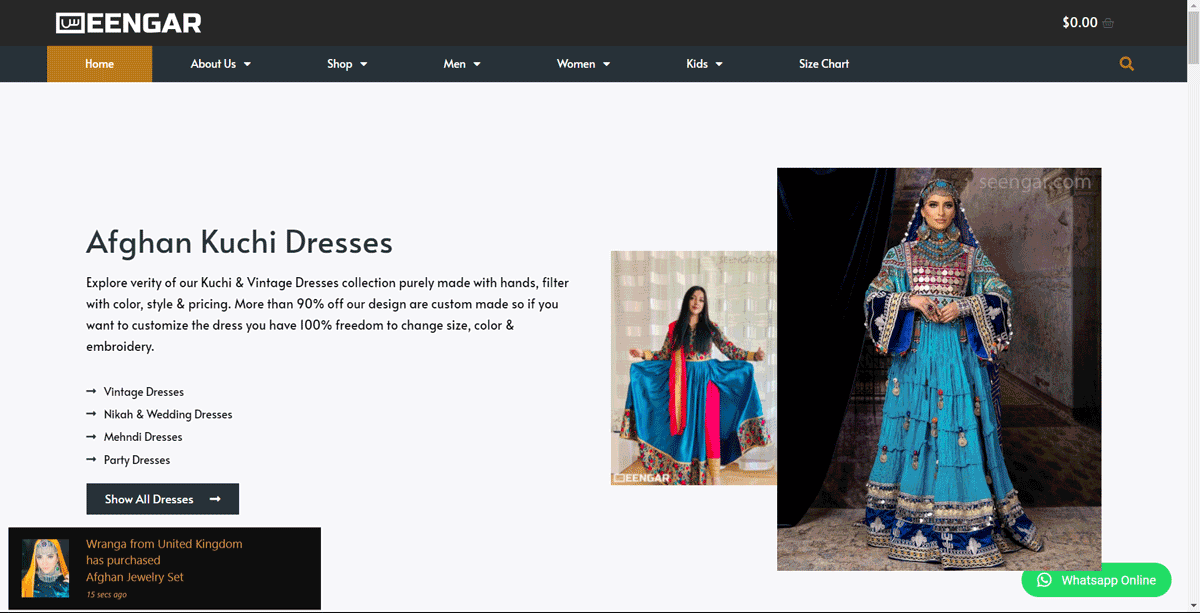 SEENGAR
$0.00
Home
About Us
Shop
Men
Women
Kids
Size Chart
seengar.com
Afghan Kuchi Dresses
SEENGAR.COM
Explore verity of our Kuchi & Vintage Dresses collection purely made with hands, filter
with color, style & pricing. More than 90% off our design are custom made so if you
want to customize the dress you have 100% freedom to change size, color &
embroidery.
Vintage Dresses
Nikah & Wedding Dresses
Mehndi Dresses
Party Dresses
SEENGAR
Show All Dresses
Wranga from United Kingdom
has purchased
Afghan Jewelry Set
15 secs ago
Whatsapp Online